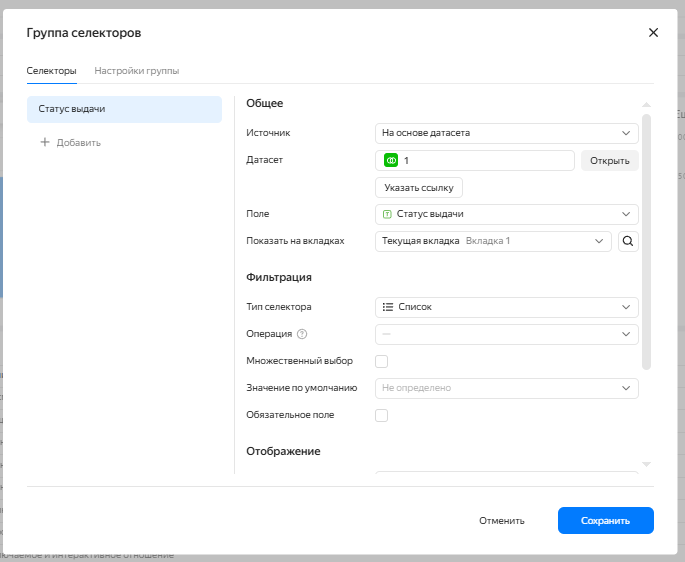 Группа селекторов
Селекторы Настройки группы
Статус выдачи
Добавить
Общее
Источник На основе датасета
Датасет 1 Открыть
Указать ссылку
Поле Статус выдачи
Показать на вкладках Текущая вкладка Вкладка 1
Фильтрация
Тип селектора Список
Операция ? —
Множественный выбор
Значение по умолчанию Не определено
Обязательное поле
Отображение
Отменить Сохранить